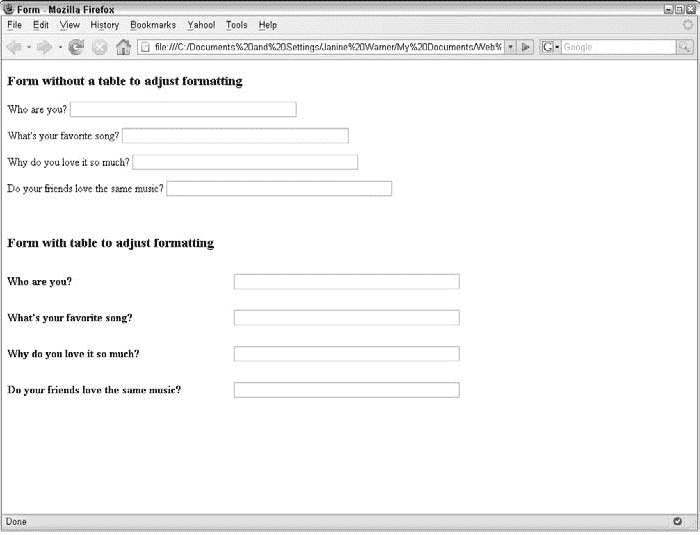 Form - Mozilla Firefox
File Edit View History Bookmarks Yahoo! Tools Help
file:///C:/Documents%20and%20Settings/Janine%20Warner/My%20Documents/Web%
G Google
Form without a table to adjust formatting
Who are you?
What's your favorite song?
Why do you love it so much?
Do your friends love the same music?
Form with table to adjust formatting
Who are you?
What's your favorite song?
Why do you love it so much?
Do your friends love the same music?
Done